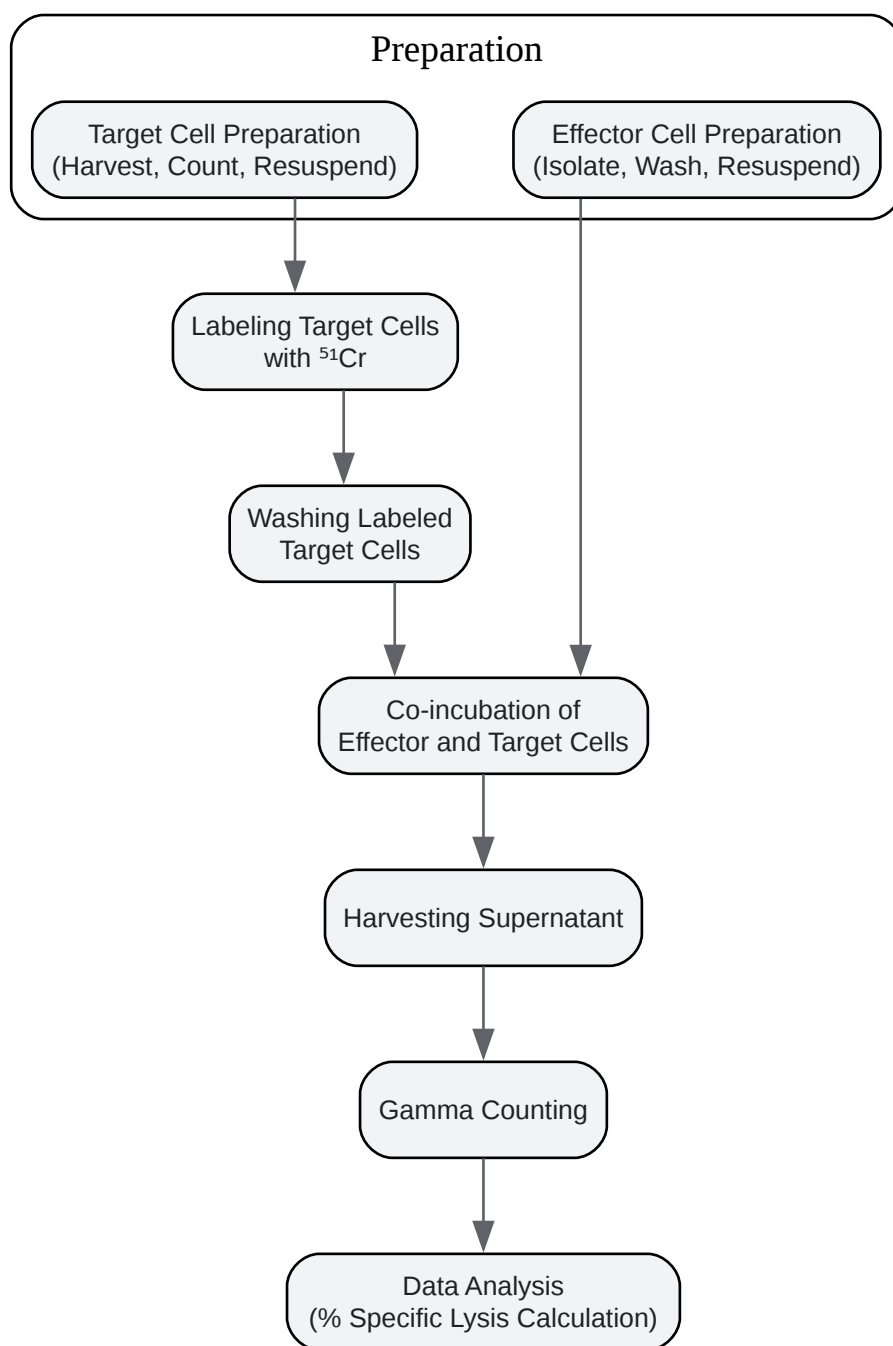 Preparation
Target Cell Preparation
(Harvest, Count, Resuspend)
Effector Cell Preparation
(Isolate, Wash, Resuspend)
Labeling Target Cells
with ⁵¹Cr
Washing Labeled
Target Cells
Co-incubation of
Effector and Target Cells
Harvesting Supernatant
Gamma Counting
Data Analysis
(% Specific Lysis Calculation)